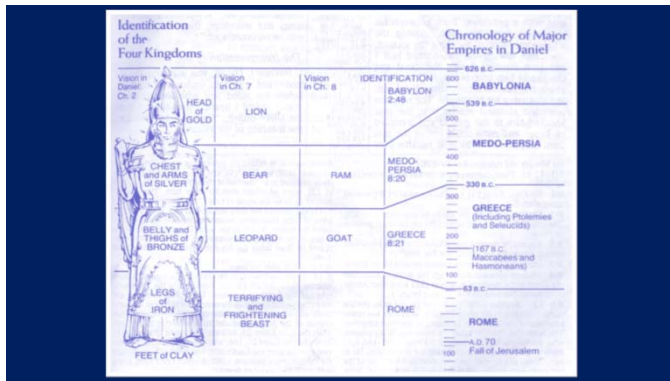 Identification
of the
Four Kingdoms
Chronology of Major
Empires in Daniel
Vision in
Daniel
Ch. 2
Vision
in Ch. 7
Vision
in Ch. 8
IDENTIFICATION
HEAD
of
GOLD
LION
BABYLON
2:48
CHEST
and ARMS
of SILVER
BEAR
RAM
MEDO-
PERSIA
8:20
BELLY and
THIGHS of
BRONZE
LEOPARD
GOAT
GREECE
8:21
LEGS
of
IRON
TERRIFYING
and
FRIGHTENING
BEAST
ROME
FEET of CLAY
626 B.C.
600
BABYLONIA
539 B.C.
500
MEDO-PERSIA
400
330 B.C.
300
GREECE
(Including Ptolemies
and Seleucids)
200
(167 B.C.
Maccabees and
Hasmoneans)
100
63 B.C.
ROME
A.D. 70
Fall of Jerusalem
100